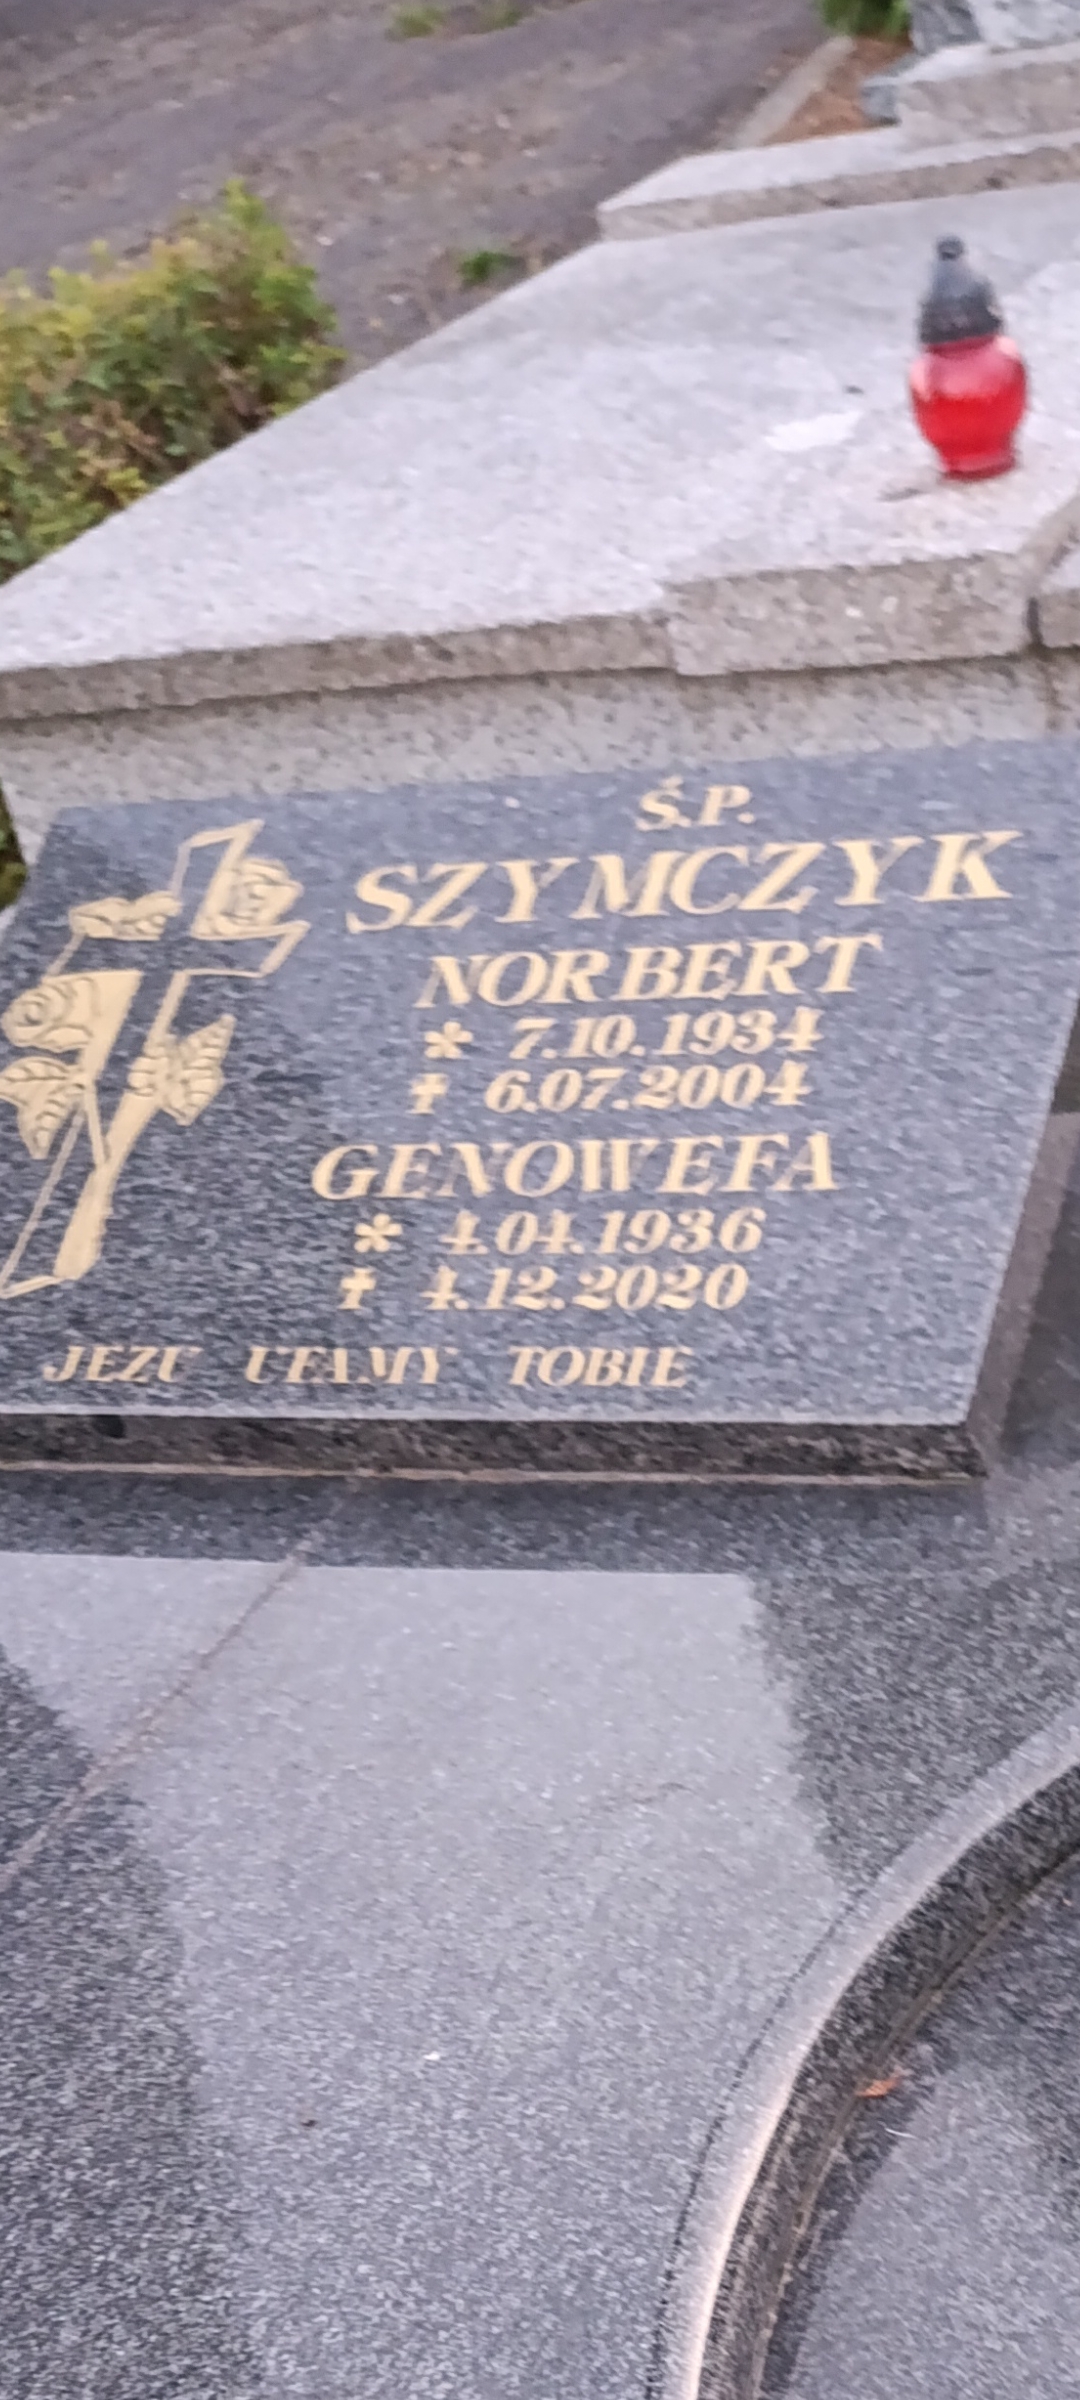 Ś.P.
SZYMCZYK
NORBERT
* 7.10.1934
✝ 6.07.2004
GENOWEFA
* 4.04.1936
✝ 4.12.2020
JEZU UFAMY TOBIE